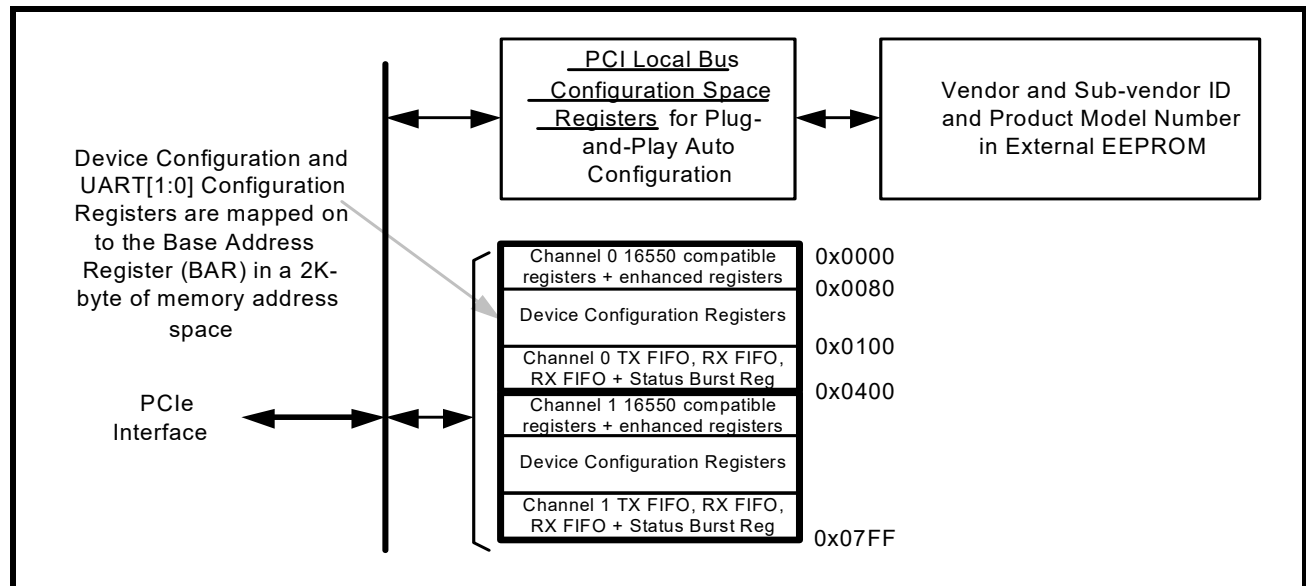 PCI Local Bus
Configuration Space
Registers for Plug-
and-Play Auto
Configuration
Vendor and Sub-vendor ID
and Product Model Number
in External EEPROM
Device Configuration and
UART[1:0] Configuration
Registers are mapped on
to the Base Address
Register (BAR) in a 2K-
byte of memory address
space
PCIe
Interface
Channel 0 16550 compatible
registers + enhanced registers
Device Configuration Registers
Channel 0 TX FIFO, RX FIFO,
RX FIFO + Status Burst Reg
Channel 1 16550 compatible
registers + enhanced registers
Device Configuration Registers
Channel 1 TX FIFO, RX FIFO,
RX FIFO + Status Burst Reg
0x0000
0x0080
0x0100
0x0400
0x07FF